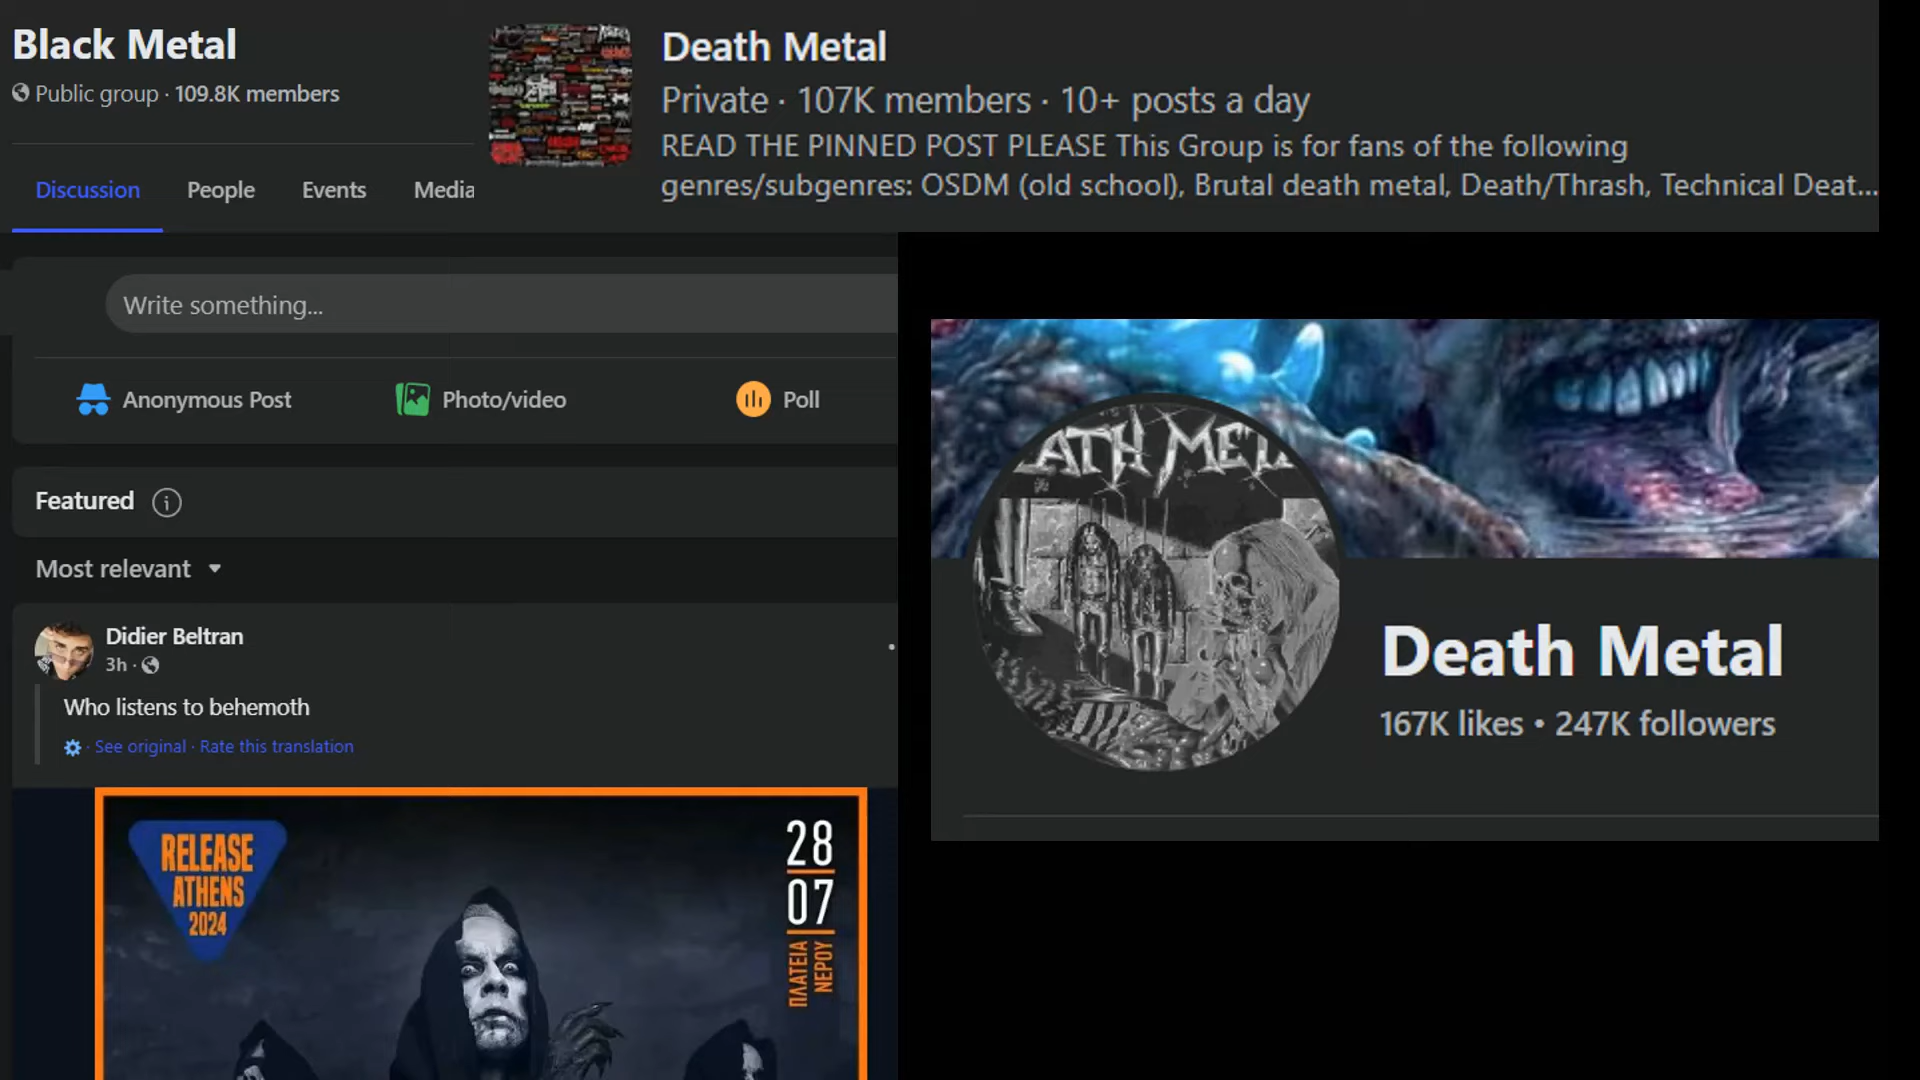 Black Metal
Public group · 109.8K members
Discussion People Events Media
Death Metal
Private · 107K members · 10+ posts a day
READ THE PINNED POST PLEASE This Group is for fans of the following
genres/subgenres: OSDM (old school), Brutal death metal, Death/Thrash, Technical Deat...
Write something...
Anonymous Post Photo/video Poll
Featured
Most relevant
Didier Beltran
3h ·
Who listens to behemoth
· See original · Rate this translation
RELEASE
ATHENS
2024
28
07
ΠΛΑΤΕΙΑ
ΝΕΡΟΥ
ATH MET
Death Metal
167K likes • 247K followers